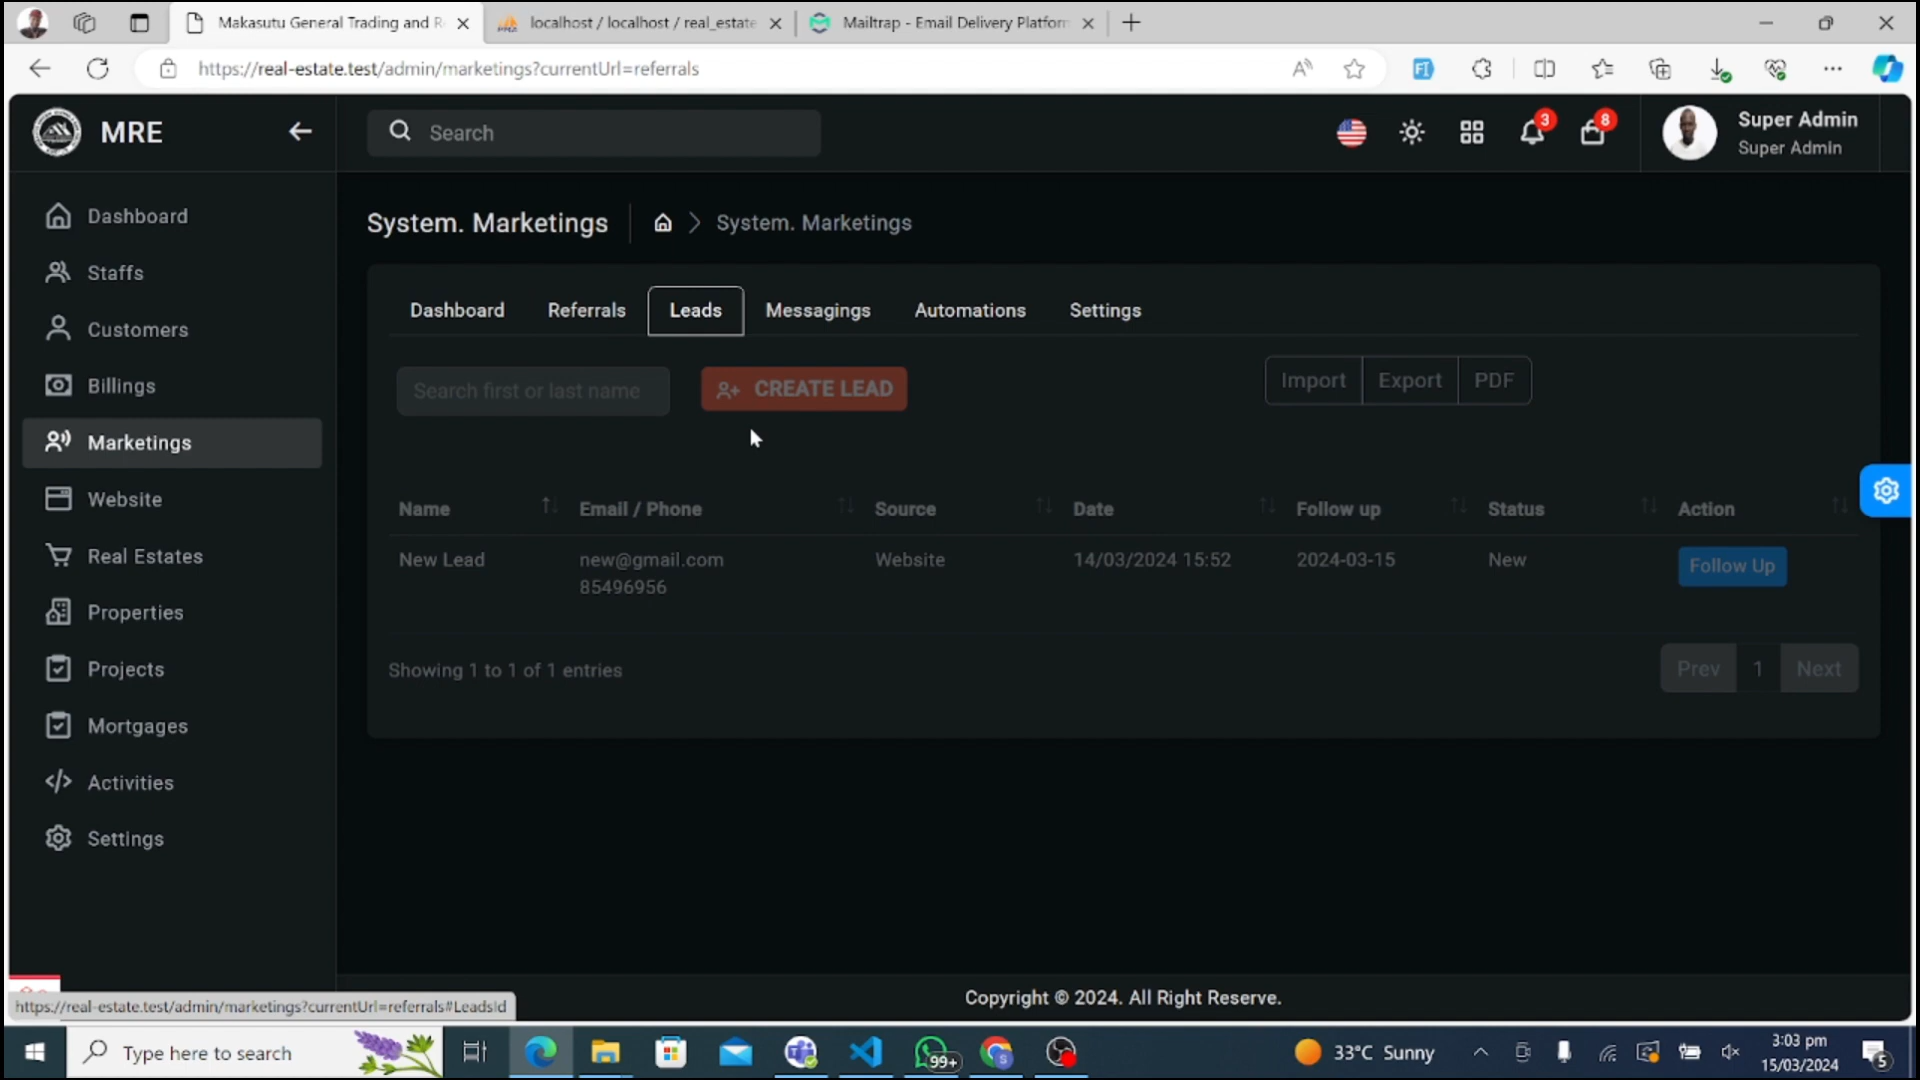 Makasutu General Trading and R
localhost / localhost / real_estate
Mailtrap - Email Delivery Platform
https://real-estate.test/admin/marketings?currentUrl=referrals
MRE
Search
3
8
Super Admin
Super Admin
Dashboard
Staffs
Customers
Billings
Marketings
Website
Real Estates
Properties
Projects
Mortgages
Activities
Settings
System. Marketings
System. Marketings
Dashboard Referrals Leads Messagings Automations Settings
Search first or last name
CREATE LEAD
Import Export PDF
Name Email / Phone Source Date Follow up Status Action
New Lead new@gmail.com Website 14/03/2024 15:52 2024-03-15 New Follow Up
85496956
Showing 1 to 1 of 1 entries
Prev 1 Next
Copyright © 2024. All Right Reserve.
https://real-estate.test/admin/marketings?currentUrl=referrals#LeadsId
Type here to search
99+
33°C Sunny
3:03 pm
15/03/2024
5